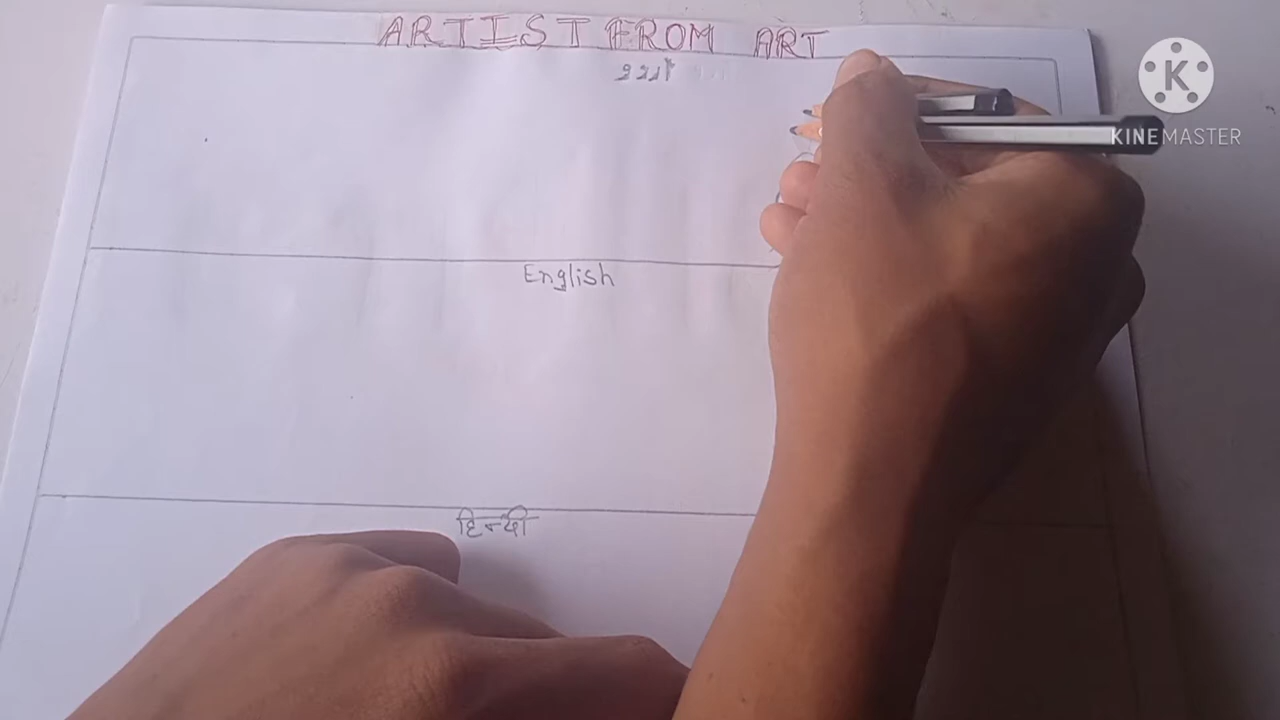 ARTIST FROM ART
K
KINEMASTER
English
हिन्दी